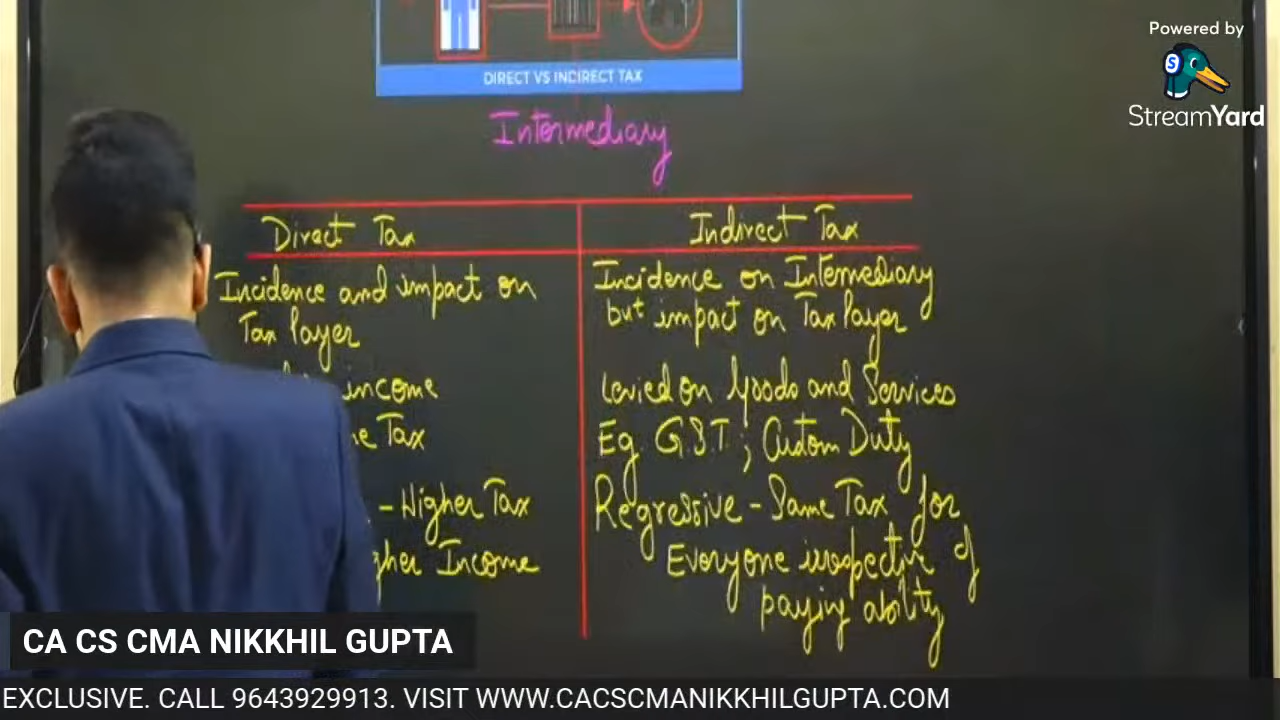 Powered by
StreamYard
DIRECT VS INDIRECT TAX
Intermediary
Direct Tax
Incidence and impact on
Tax layer
income
Tax
- Higher Tax
Income
Indirect Tax
Incidence on Intermediary
but impact on Tax layer
Levied on Goods and Services
Eg. G.S.T ; Custom Duty
Regressive - Same Tax for
Everyone irrespective of
paying ability
CA CS CMA NIKKHIL GUPTA
EXCLUSIVE. CALL 9643929913. VISIT WWW.CACSCMANIKKHILGUPTA.COM